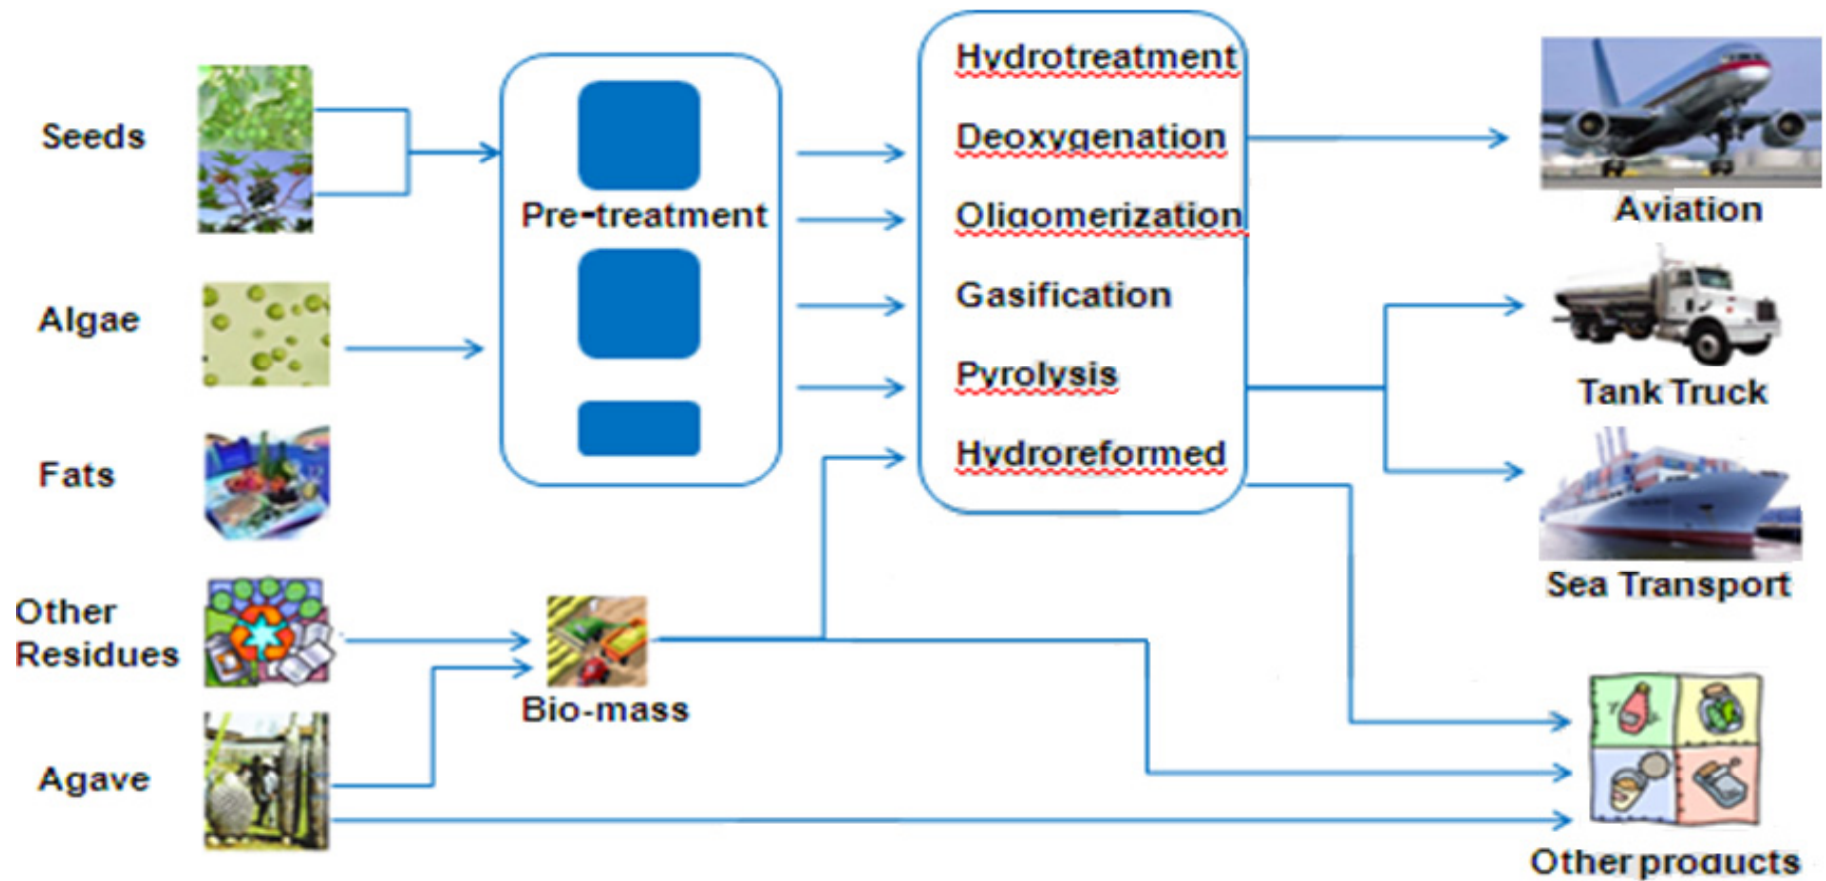 Seeds
Algae
Fats
Other
Residues
Agave
Pre-treatment
Bio-mass
Hydrotreatment
Deoxygenation
Oligomerization
Gasification
Pyrolysis
Hydroreformed
Aviation
Tank Truck
Sea Transport
Other products